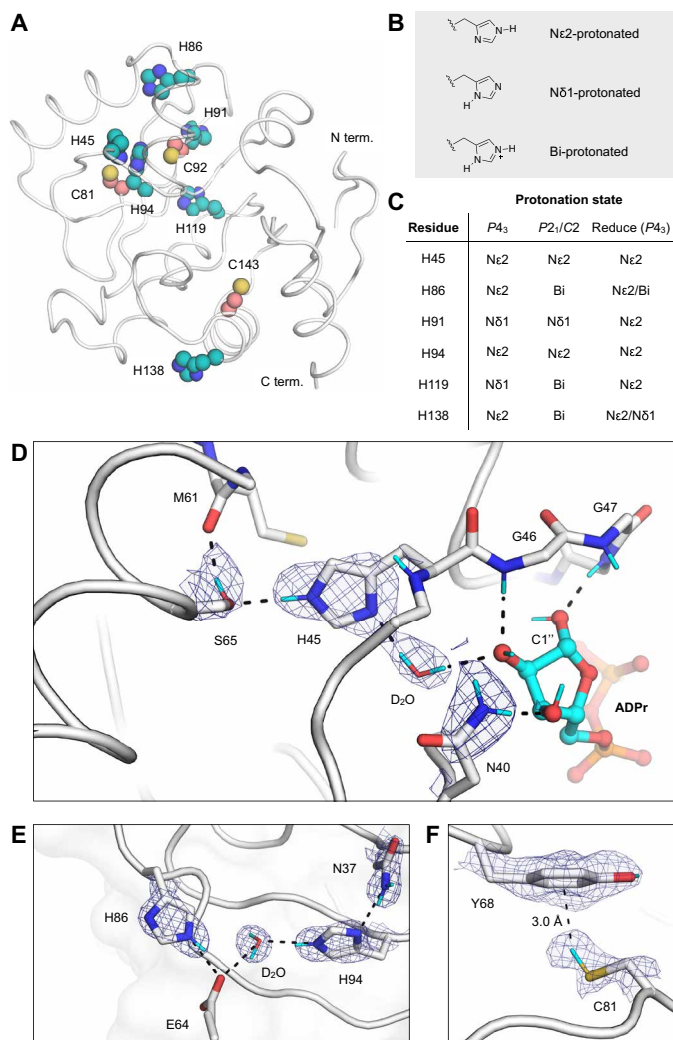 A
H86
H91
H45
N term.
C81
C92
H94
H119
C143
H138
C term.
B
N-H
Nε2-protonated
N
N
H
Nδ1-protonated
N-H
N
+
H
Bi-protonated
C
Protonation state
Residue P4₃ P2₁/C2 Reduce (P4₃)
H45 Nε2 Nε2 Nε2
H86 Nε2 Bi Nε2/Bi
H91 Nδ1 Nδ1 Nε2
H94 Nε2 Nε2 Nε2
H119 Nδ1 Bi Nε2
H138 Nε2 Bi Nε2/Nδ1
D
M61
G47
G46
S65
H45
C1"
D₂O
ADPr
N40
E
N37
H86
D₂O
H94
E64
F
Y68
3.0 Å
C81